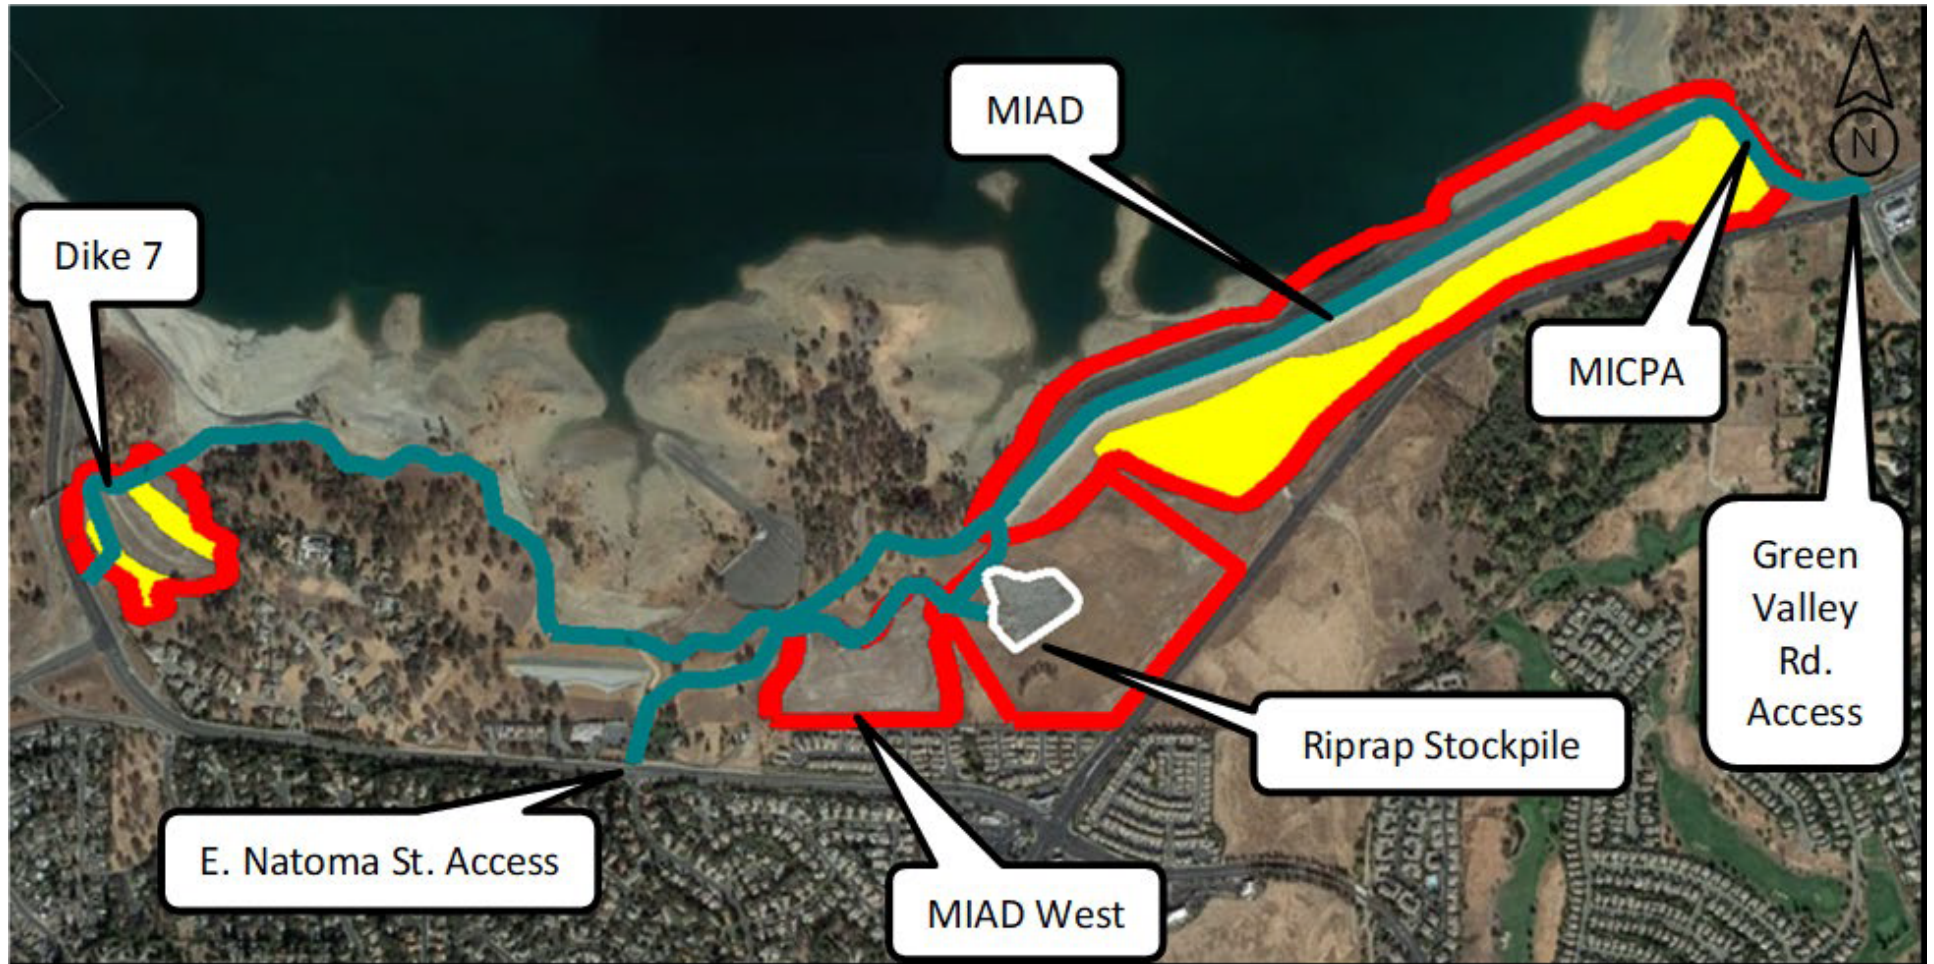 MIAD
N
Dike 7
MICPA
Green
Valley
Rd.
Access
Riprap Stockpile
E. Natoma St. Access
MIAD West